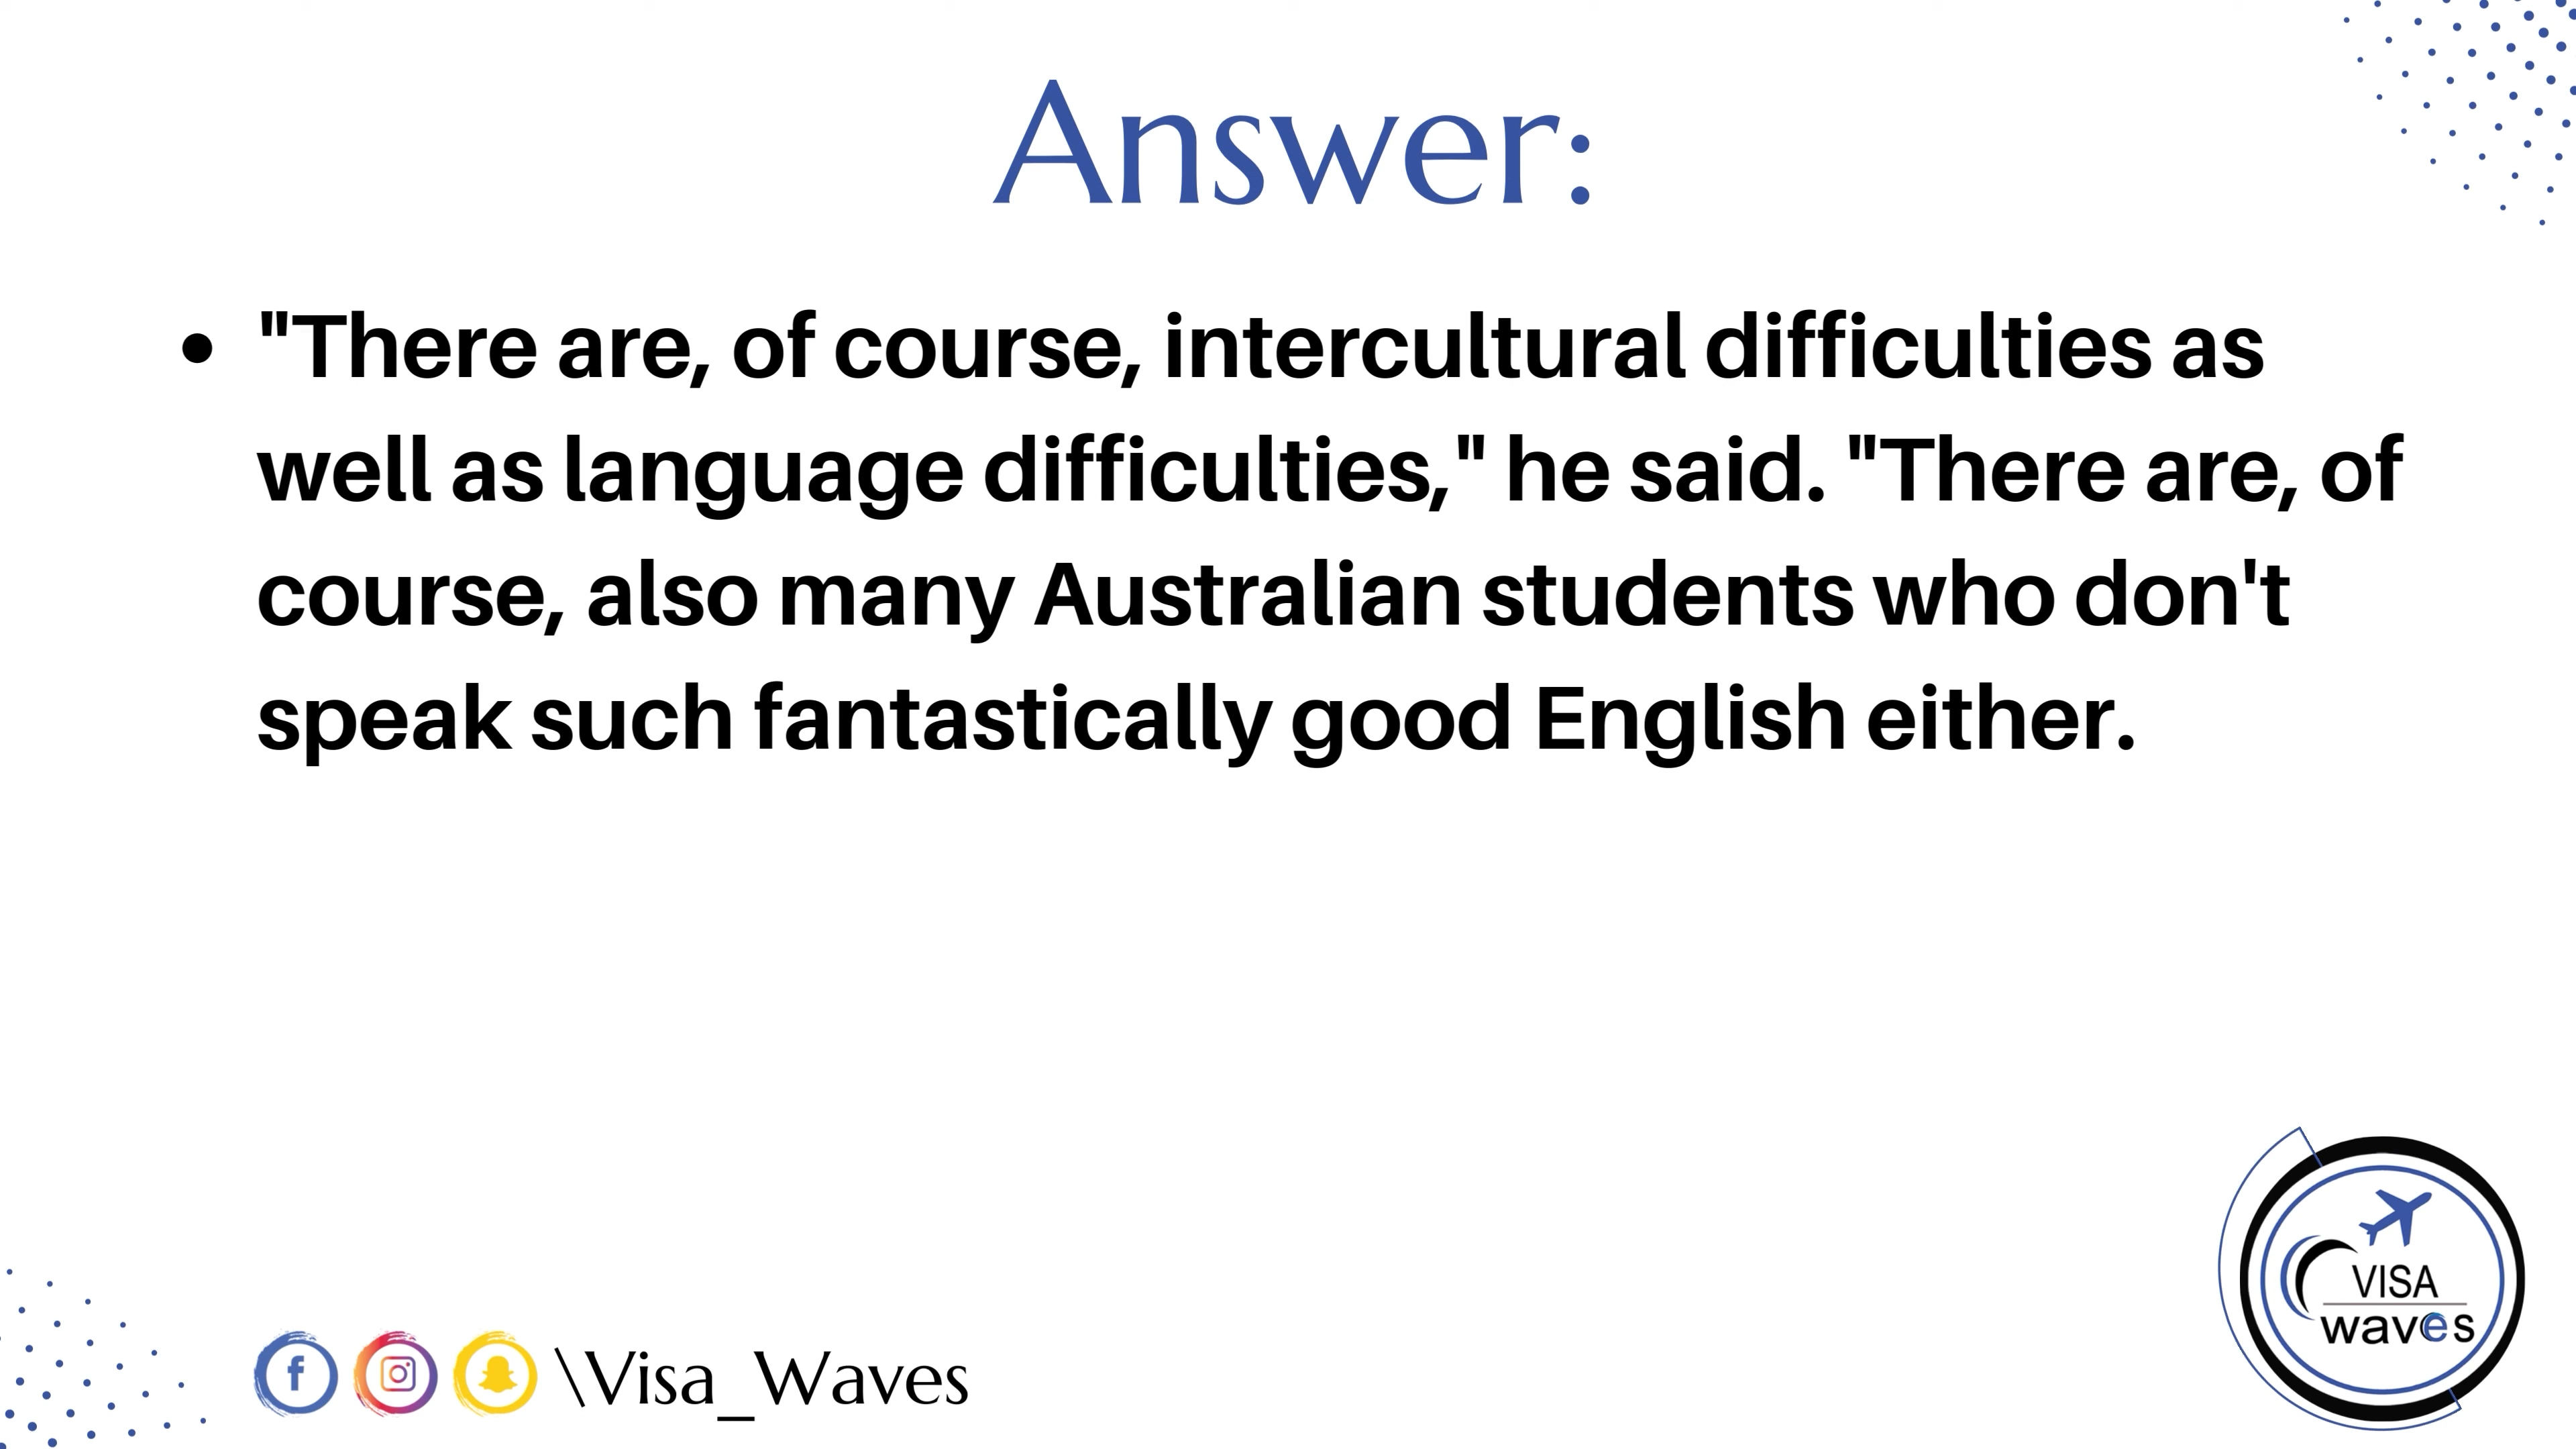 Answer:
• "There are, of course, intercultural difficulties as
well as language difficulties," he said. "There are, of
course, also many Australian students who don't
speak such fantastically good English either.
\Visa_Waves
VISA
waves